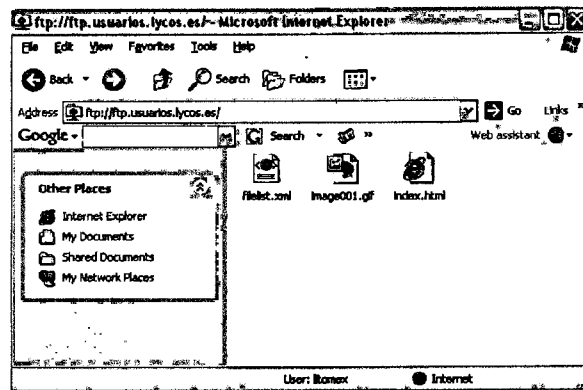 ftp://ftp.usuarios.lycos.es/ - Microsoft Internet Explorer
File Edit View Favorites Tools Help
Back Search Folders
Address ftp://ftp.usuarios.lycos.es/ Go Links »
Google Search » Web assistant
Other Places
Internet Explorer
My Documents
Shared Documents
My Network Places
filelist.xml image001.gif index.html
User: Internet